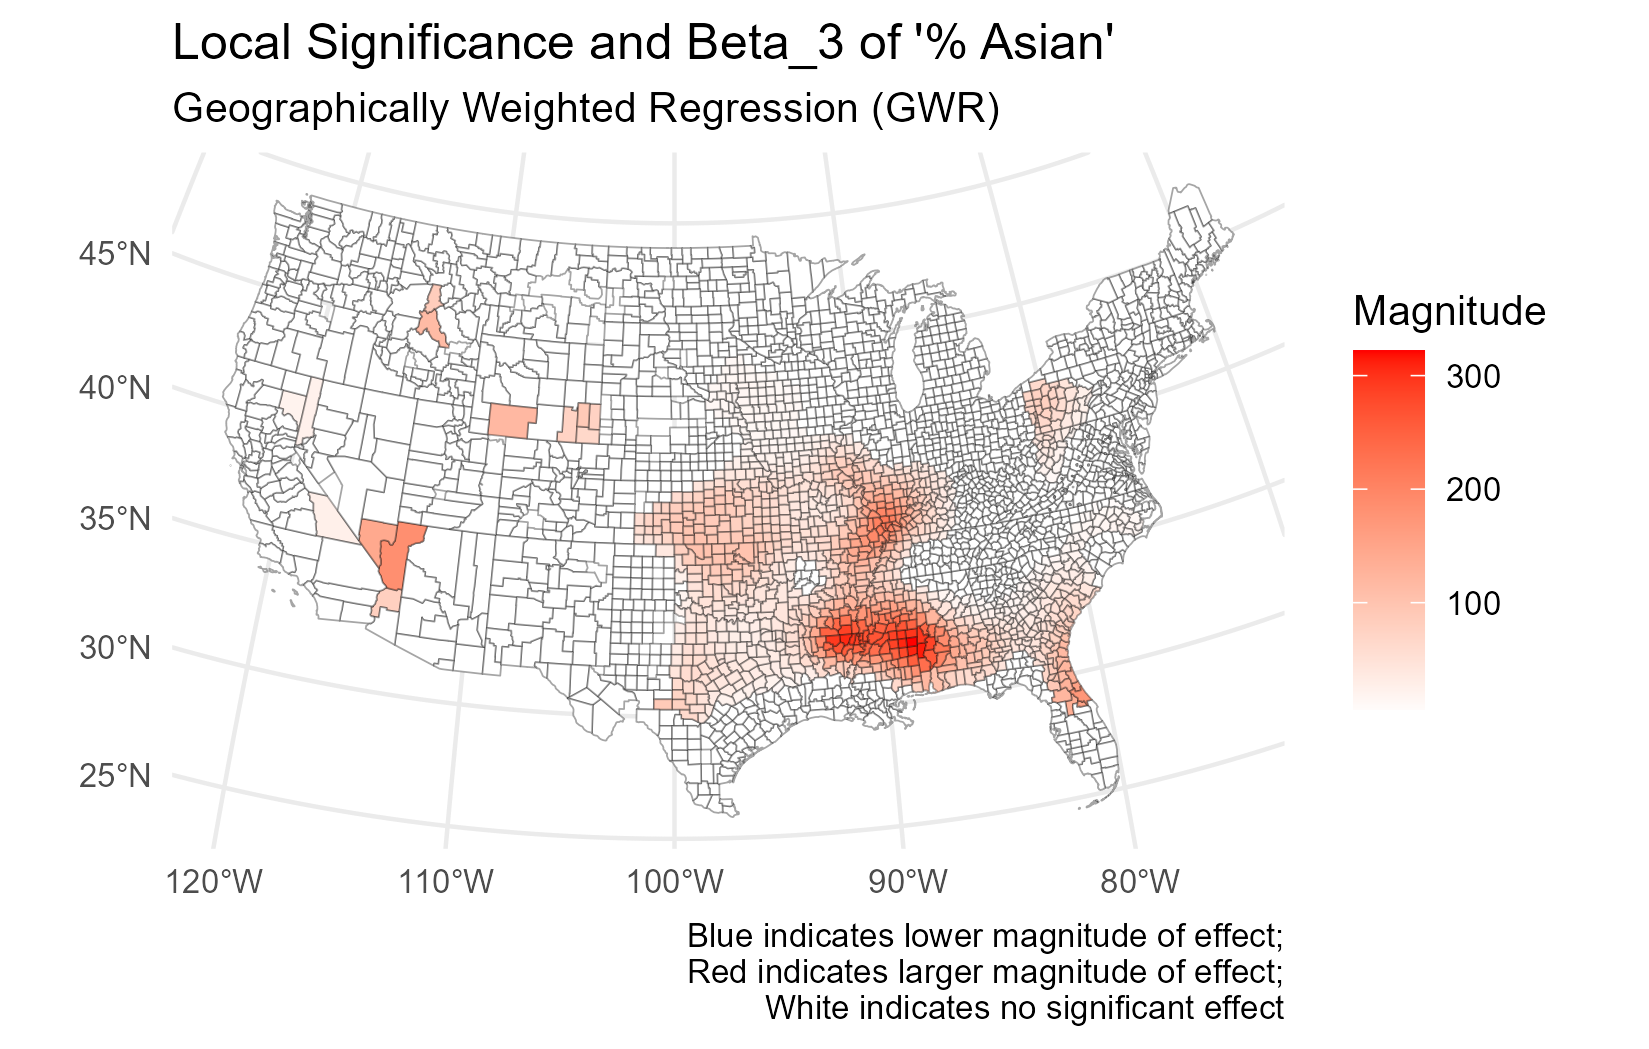 Local Significance and Beta_3 of '% Asian'
Geographically Weighted Regression (GWR)
45°N
40°N
35°N
30°N
25°N
120°W
110°W
100°W
90°W
80°W
Magnitude
300
200
100
Blue indicates lower magnitude of effect;
Red indicates larger magnitude of effect;
White indicates no significant effect